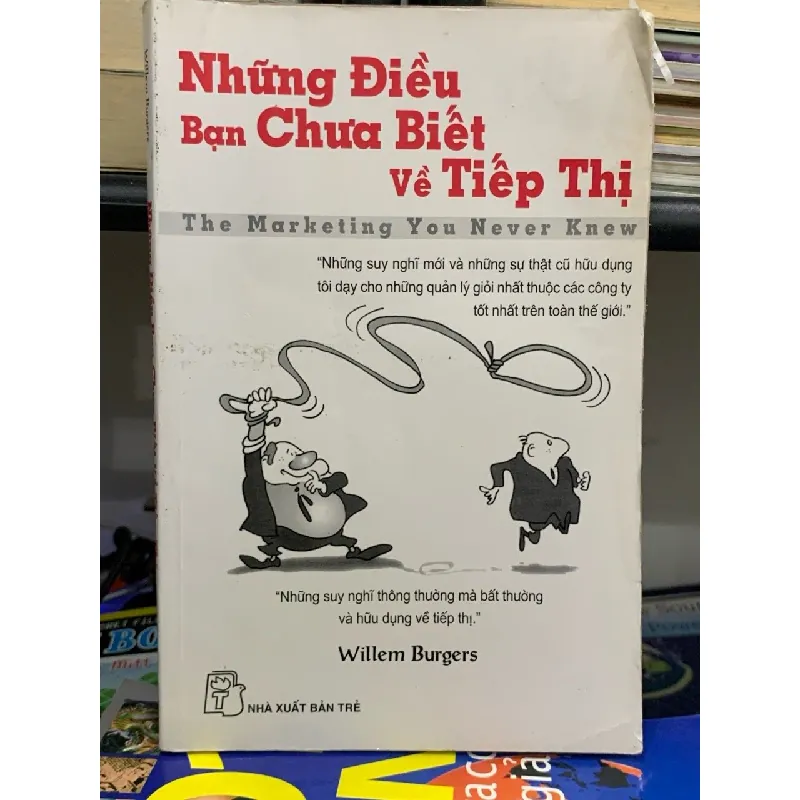 Những Điều
Bạn Chưa Biết
Về Tiếp Thị
The Marketing You Never Knew
"Những suy nghĩ mới và những sự thật cũ hữu dụng
tôi dạy cho những quản lý giỏi nhất thuộc các công ty
tốt nhất trên toàn thế giới."
"Những suy nghĩ thông thường mà bất thường
và hữu dụng về tiếp thị."
Willem Burgers
T
NHÀ XUẤT BẢN TRẺ
Willem Burgers
BO